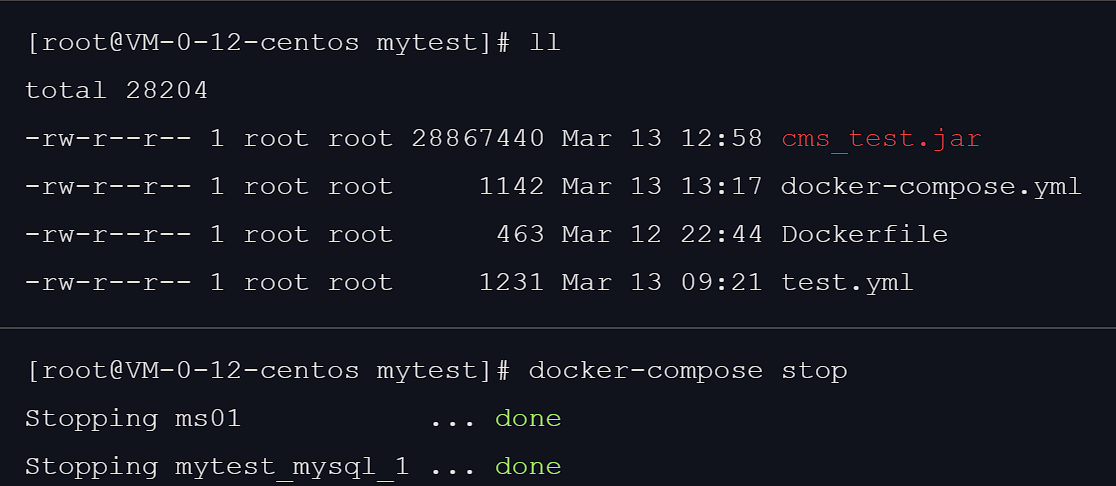 [root@VM-0-12-centos mytest]# ll
total 28204
-rw-r--r-- 1 root root 28867440 Mar 13 12:58 cms_test.jar
-rw-r--r-- 1 root root     1142 Mar 13 13:17 docker-compose.yml
-rw-r--r-- 1 root root      463 Mar 12 22:44 Dockerfile
-rw-r--r-- 1 root root     1231 Mar 13 09:21 test.yml
[root@VM-0-12-centos mytest]# docker-compose stop
Stopping ms01           ... done
Stopping mytest_mysql_1 ... done